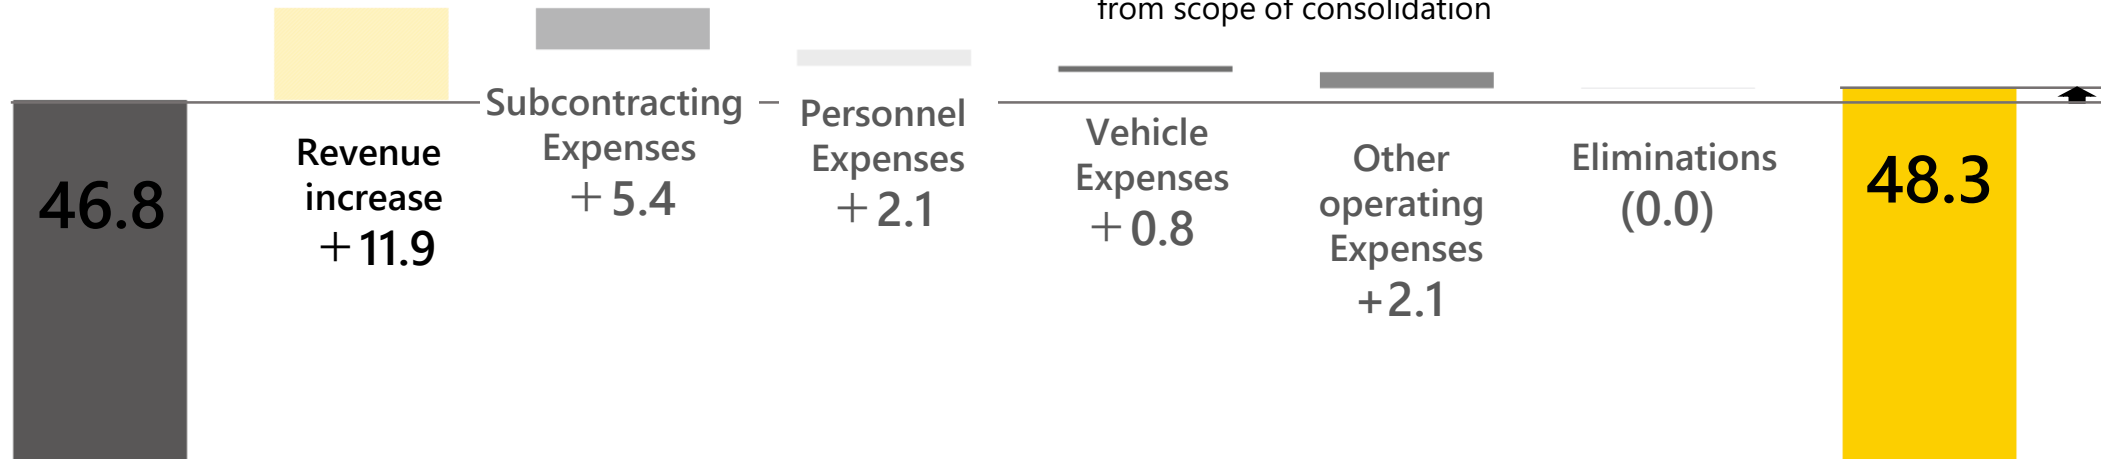 from scope of consolidation
46.8
Revenue
increase
＋11.9
Subcontracting
Expenses
＋5.4
Personnel
Expenses
＋2.1
Vehicle
Expenses
＋0.8
Other
operating
Expenses
+2.1
Eliminations
(0.0)
48.3